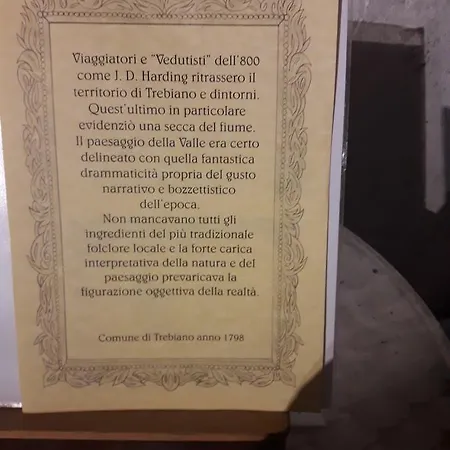 Viaggiatori e "Vedutisti" dell'800
come J. D. Harding ritrassero il
territorio di Trebiano e dintorni.
Quest'ultimo in particolare
evidenziò una secca del fiume.
Il paesaggio della Valle era certo
delineato con quella fantastica
drammaticità propria del gusto
narrativo e bozzettistico
dell'epoca.
Non mancavano tutti gli
ingredienti del più tradizionale
folclore locale e la forte carica
interpretativa della natura e del
paesaggio prevaricava la
figurazione oggettiva della realtà.
Comune di Trebiano anno 1798